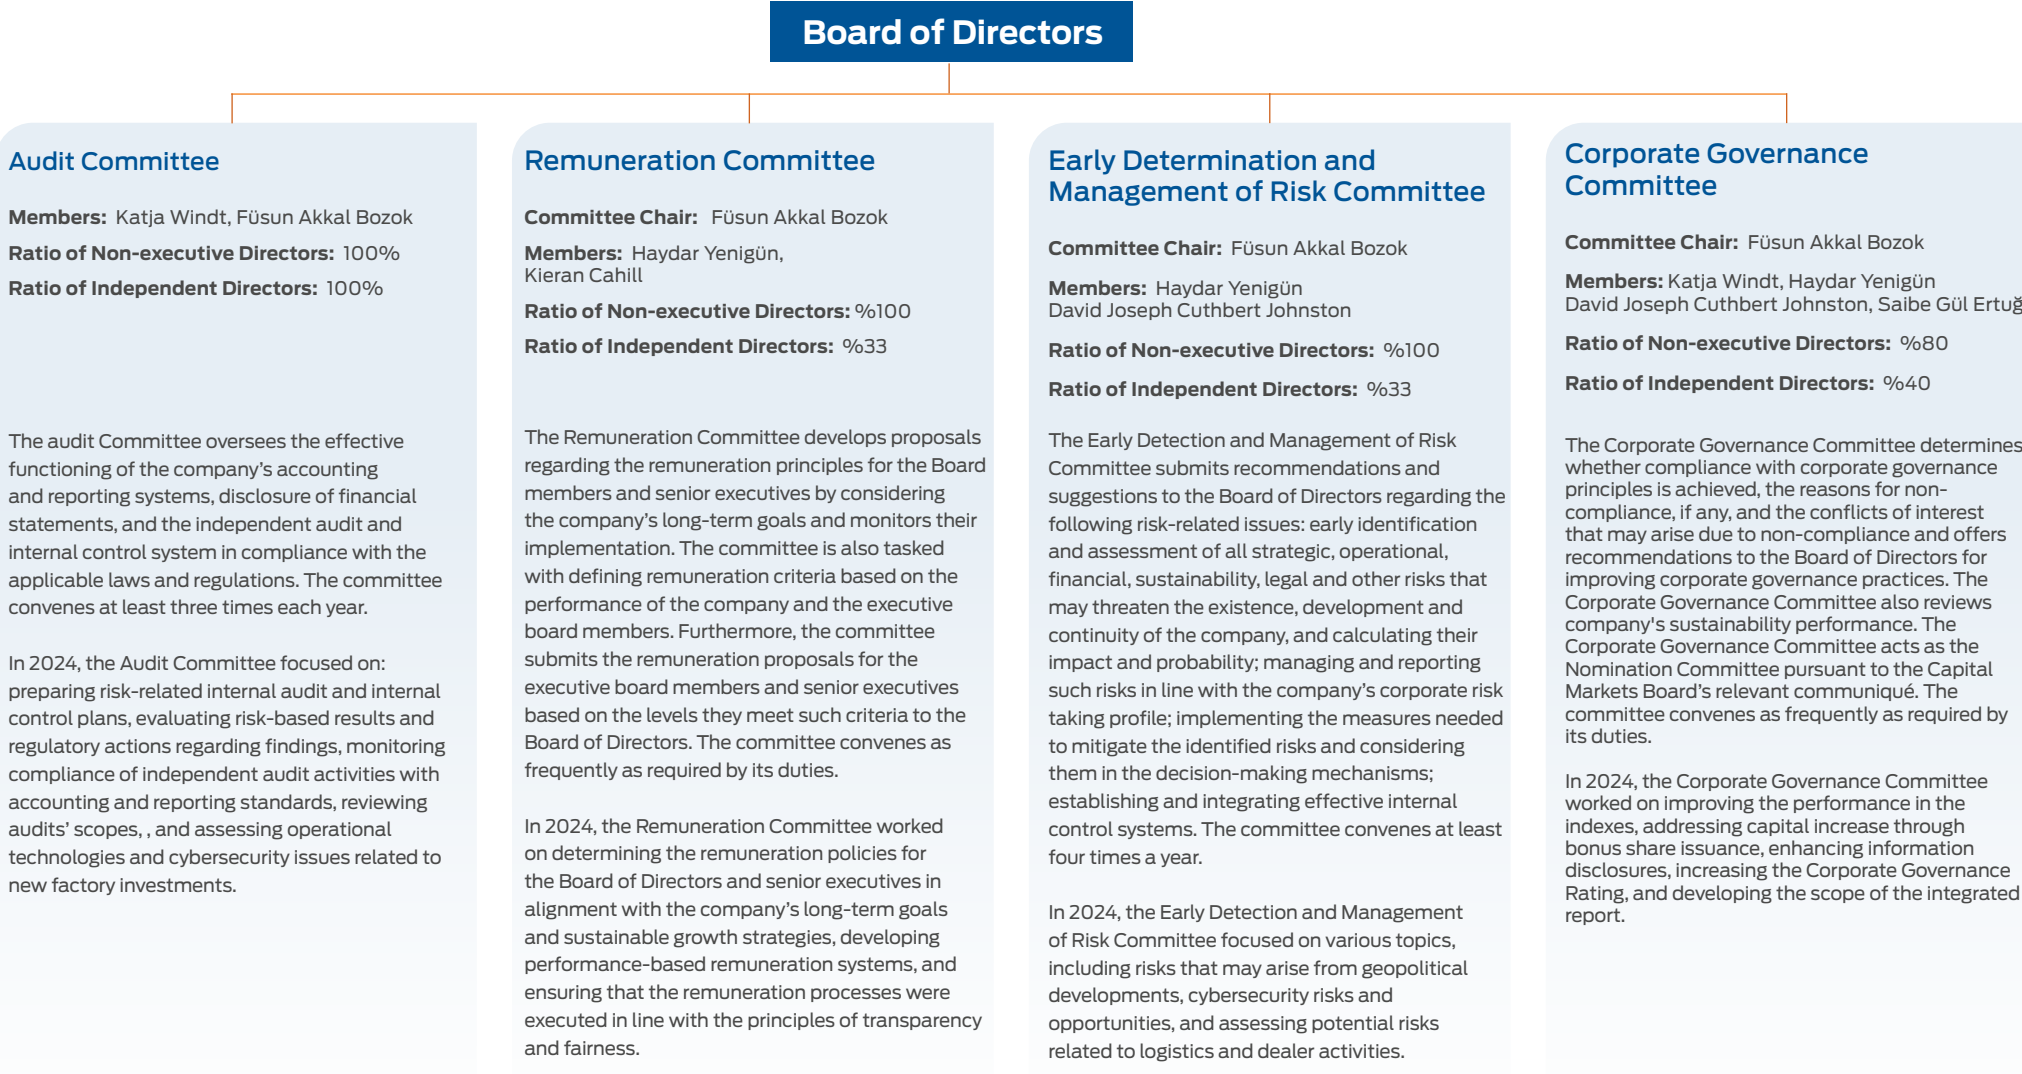 Board of Directors
Audit Committee
Members: Katja Windt, Füsun Akkal Bozok
Ratio of Non-executive Directors: 100%
Ratio of Independent Directors: 100%
The audit Committee oversees the effective
functioning of the company’s accounting
and reporting systems, disclosure of financial
statements, and the independent audit and
internal control system in compliance with the
applicable laws and regulations. The committee
convenes at least three times each year.
In 2024, the Audit Committee focused on:
preparing risk-related internal audit and internal
control plans, evaluating risk-based results and
regulatory actions regarding findings, monitoring
compliance of independent audit activities with
accounting and reporting standards, reviewing
audits’ scopes, , and assessing operational
technologies and cybersecurity issues related to
new factory investments.
Remuneration Committee
Committee Chair: Füsun Akkal Bozok
Members: Haydar Yenigün,
Kieran Cahill
Ratio of Non-executive Directors: %100
Ratio of Independent Directors: %33
The Remuneration Committee develops proposals
regarding the remuneration principles for the Board
members and senior executives by considering
the company’s long-term goals and monitors their
implementation. The committee is also tasked
with defining remuneration criteria based on the
performance of the company and the executive
board members. Furthermore, the committee
submits the remuneration proposals for the
executive board members and senior executives
based on the levels they meet such criteria to the
Board of Directors. The committee convenes as
frequently as required by its duties.
In 2024, the Remuneration Committee worked
on determining the remuneration policies for
the Board of Directors and senior executives in
alignment with the company’s long-term goals
and sustainable growth strategies, developing
performance-based remuneration systems, and
ensuring that the remuneration processes were
executed in line with the principles of transparency
and fairness.
Early Determination and
Management of Risk Committee
Committee Chair: Füsun Akkal Bozok
Members: Haydar Yenigün
David Joseph Cuthbert Johnston
Ratio of Non-executive Directors: %100
Ratio of Independent Directors: %33
The Early Detection and Management of Risk
Committee submits recommendations and
suggestions to the Board of Directors regarding the
following risk-related issues: early identification
and assessment of all strategic, operational,
financial, sustainability, legal and other risks that
may threaten the existence, development and
continuity of the company, and calculating their
impact and probability; managing and reporting
such risks in line with the company’s corporate risk
taking profile; implementing the measures needed
to mitigate the identified risks and considering
them in the decision-making mechanisms;
establishing and integrating effective internal
control systems. The committee convenes at least
four times a year.
In 2024, the Early Detection and Management
of Risk Committee focused on various topics,
including risks that may arise from geopolitical
developments, cybersecurity risks and
opportunities, and assessing potential risks
related to logistics and dealer activities.
Corporate Governance
Committee
Committee Chair: Füsun Akkal Bozok
Members: Katja Windt, Haydar Yenigün
David Joseph Cuthbert Johnston, Saibe Gül Ertuğ
Ratio of Non-executive Directors: %80
Ratio of Independent Directors: %40
The Corporate Governance Committee determines
whether compliance with corporate governance
principles is achieved, the reasons for non-
compliance, if any, and the conflicts of interest
that may arise due to non-compliance and offers
recommendations to the Board of Directors for
improving corporate governance practices. The
Corporate Governance Committee also reviews
company's sustainability performance. The
Corporate Governance Committee acts as the
Nomination Committee pursuant to the Capital
Markets Board’s relevant communiqué. The
committee convenes as frequently as required by
its duties.
In 2024, the Corporate Governance Committee
worked on improving the performance in the
indexes, addressing capital increase through
bonus share issuance, enhancing information
disclosures, increasing the Corporate Governance
Rating, and developing the scope of the integrated
report.